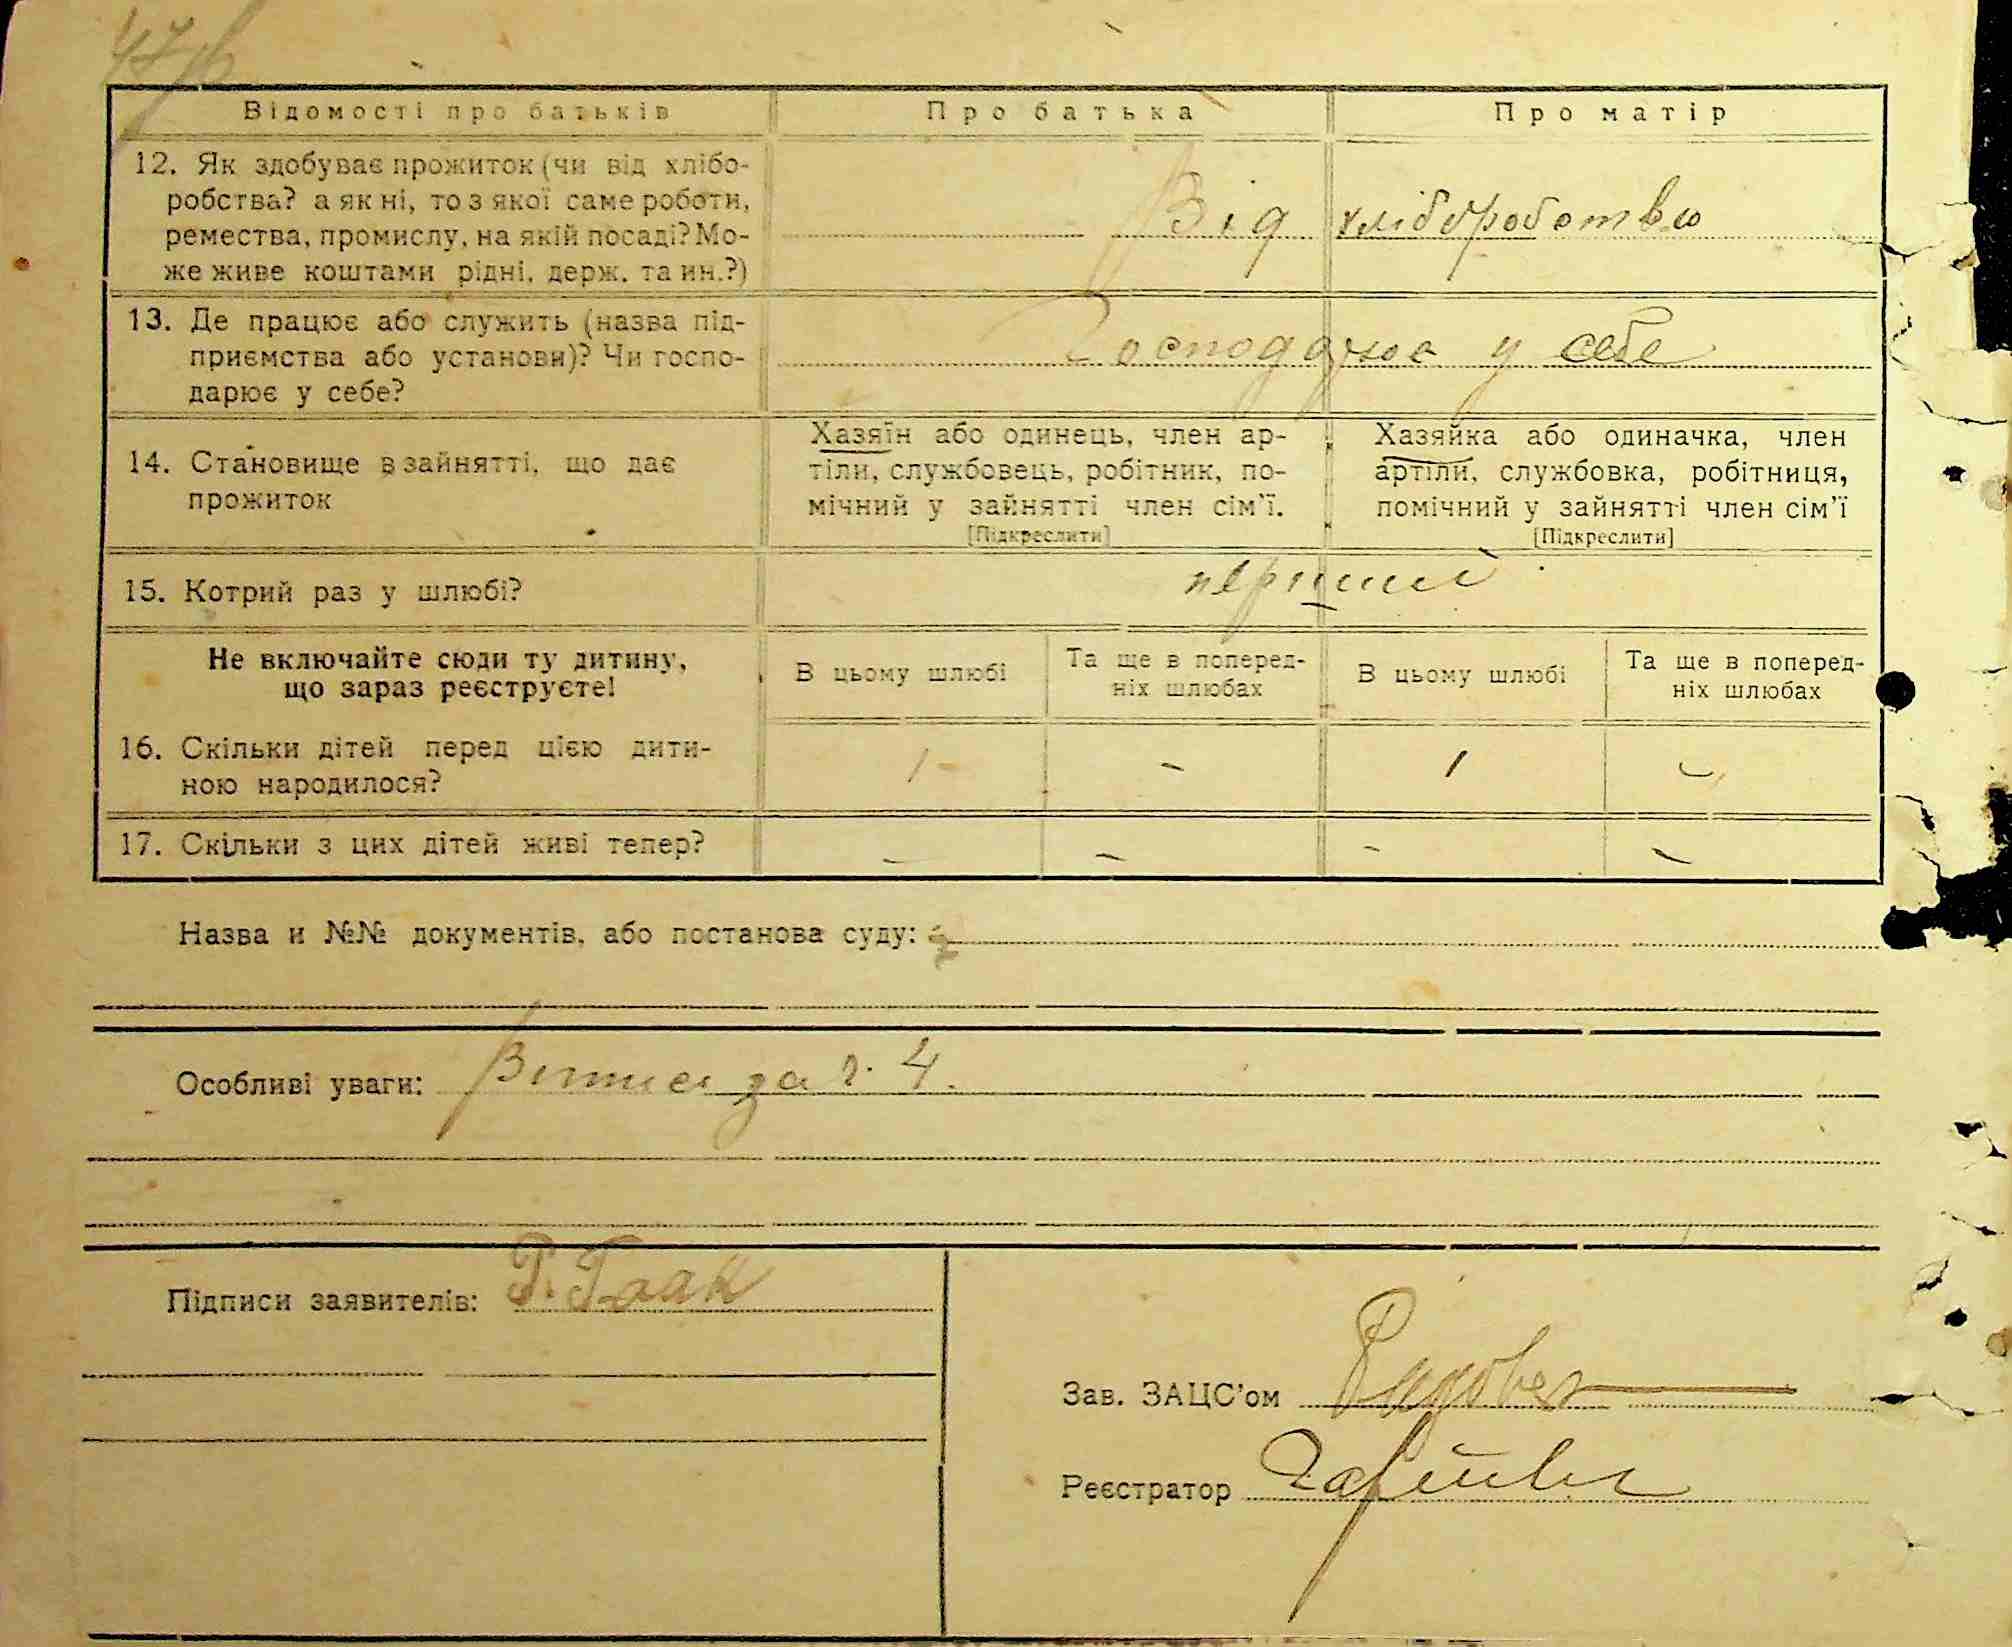 Відомості про батьків
Про батька
Про матір
12. Як здобуває прожиток (чи від хлібо-
робства? а як ні, то з якої саме роботи,
ремества, промислу, на якій посаді? Мо-
же живе коштами рідні, держ. та ин.?)
Від хліборобства
13. Де працює або служить (назва під-
приємства або установи)? Чи госпо-
дарює у себе?
у себе
14. Становище в зайнятті, що дає
прожиток
Хазяїн або одинець, член ар-
тіли, службовець, робітник, по-
мічний у зайнятті член сім'ї.
[Підкреслити]
Хазяйка або одиначка, член
артіли, службовка, робітниця,
помічний у зайнятті член сім'ї
[Підкреслити]
15. Котрий раз у шлюбі?
перший
Не включайте сюди ту дитину,
що зараз реєструєте!
В цьому шлюбі
Та ще в поперед-
ніх шлюбах
В цьому шлюбі
Та ще в поперед-
ніх шлюбах
16. Скільки дітей перед цією дити-
ною народилося?
1 - 1 -
17. Скільки з цих дітей живі тепер?
- - - -
Назва и №№ документів, або постанова суду:
Особливі уваги: за ч. 4.
Підписи заявителів:
Зав. ЗАЦС'ом
Реєстратор